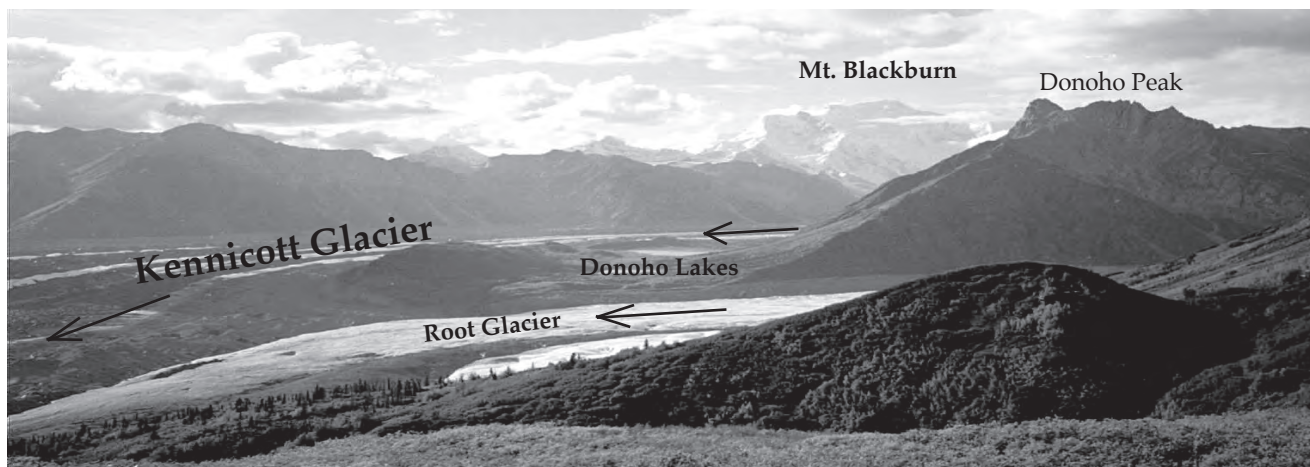 Mt. Blackburn
Donoho Peak
Kennicott Glacier
Donoho Lakes
Root Glacier